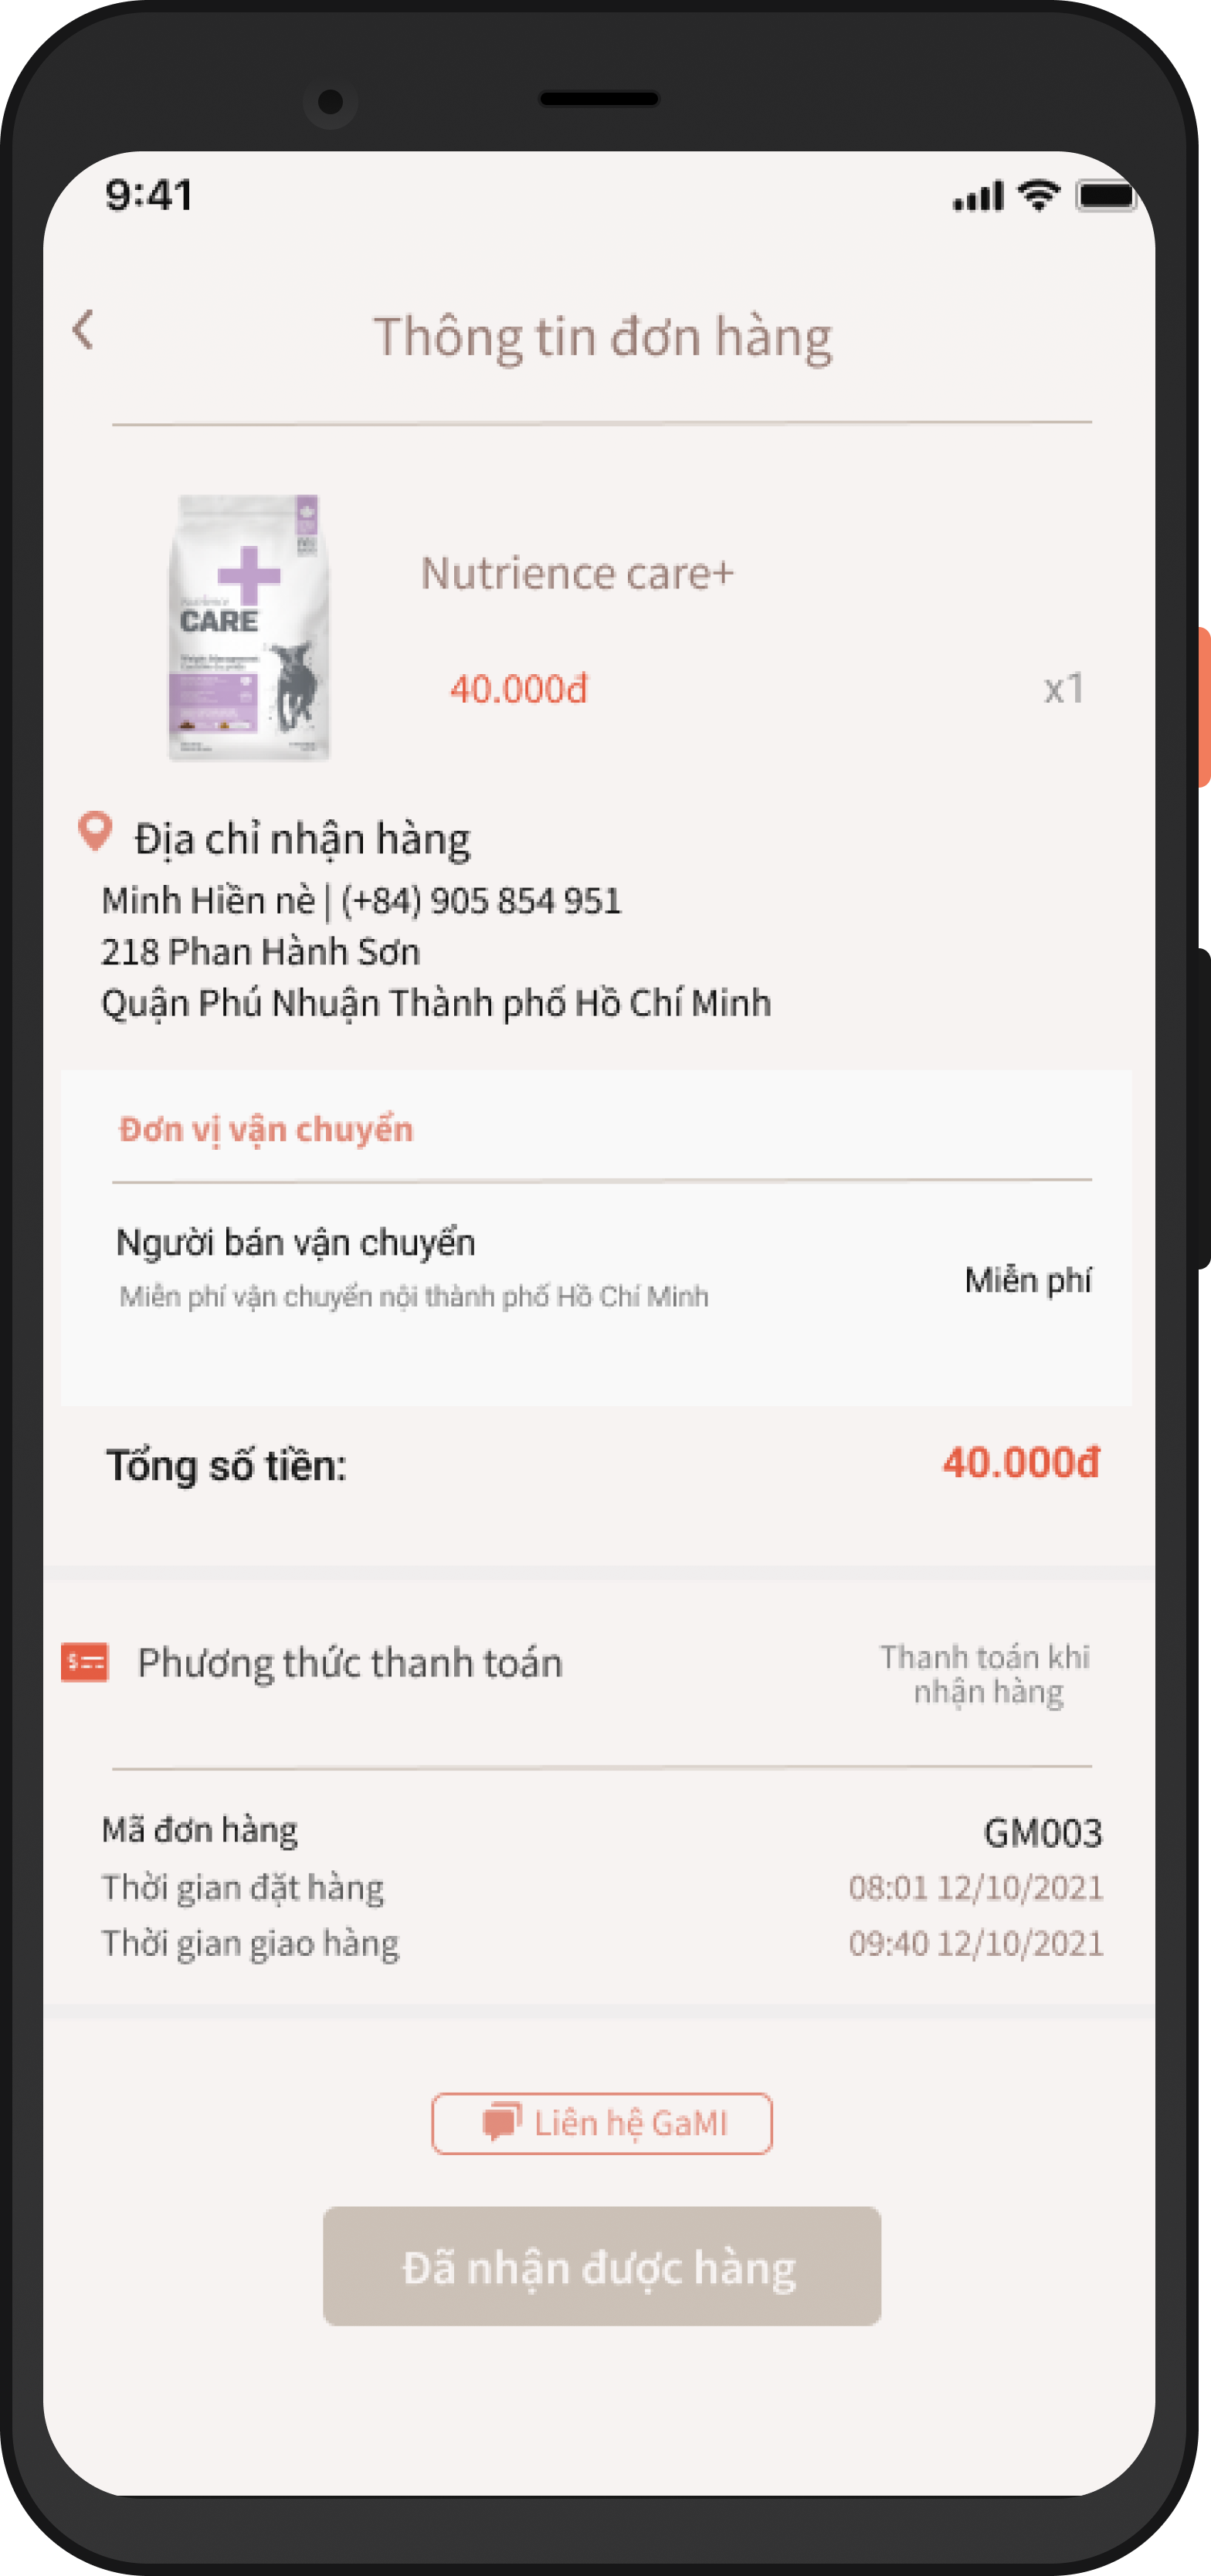 9:41
Thông tin đơn hàng
CARE
Nutrience care+
40.000đ
x1
Địa chỉ nhận hàng
Minh Hiền nè | (+84) 905 854 951
218 Phan Hành Sơn
Quận Phú Nhuận Thành phố Hồ Chí Minh
Đơn vị vận chuyển
Người bán vận chuyển
Miễn phí vận chuyển nội thành phố Hồ Chí Minh
Miễn phí
Tổng số tiền:
40.000đ
Phương thức thanh toán
Thanh toán khi
nhận hàng
Mã đơn hàng
GM003
Thời gian đặt hàng
08:01 12/10/2021
Thời gian giao hàng
09:40 12/10/2021
Liên hệ GaMI
Đã nhận được hàng